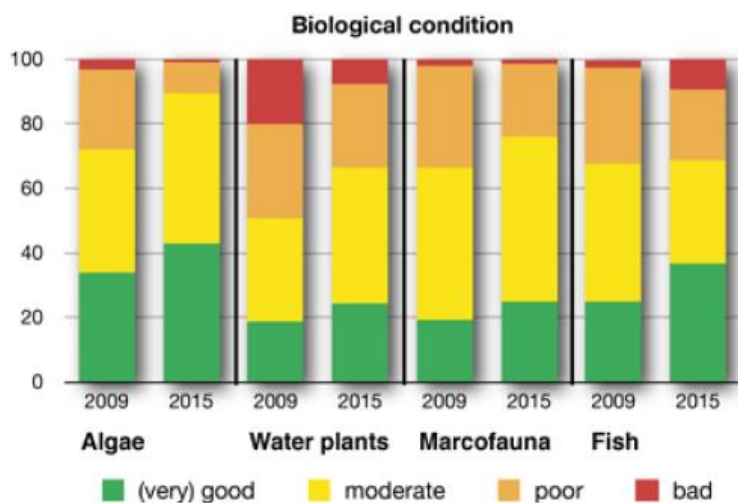 Biological condition
100
80
60
40
20
0
2009 2015 2009 2015 2009 2015 2009 2015
Algae Water plants Marcofauna Fish
(very) good moderate poor bad